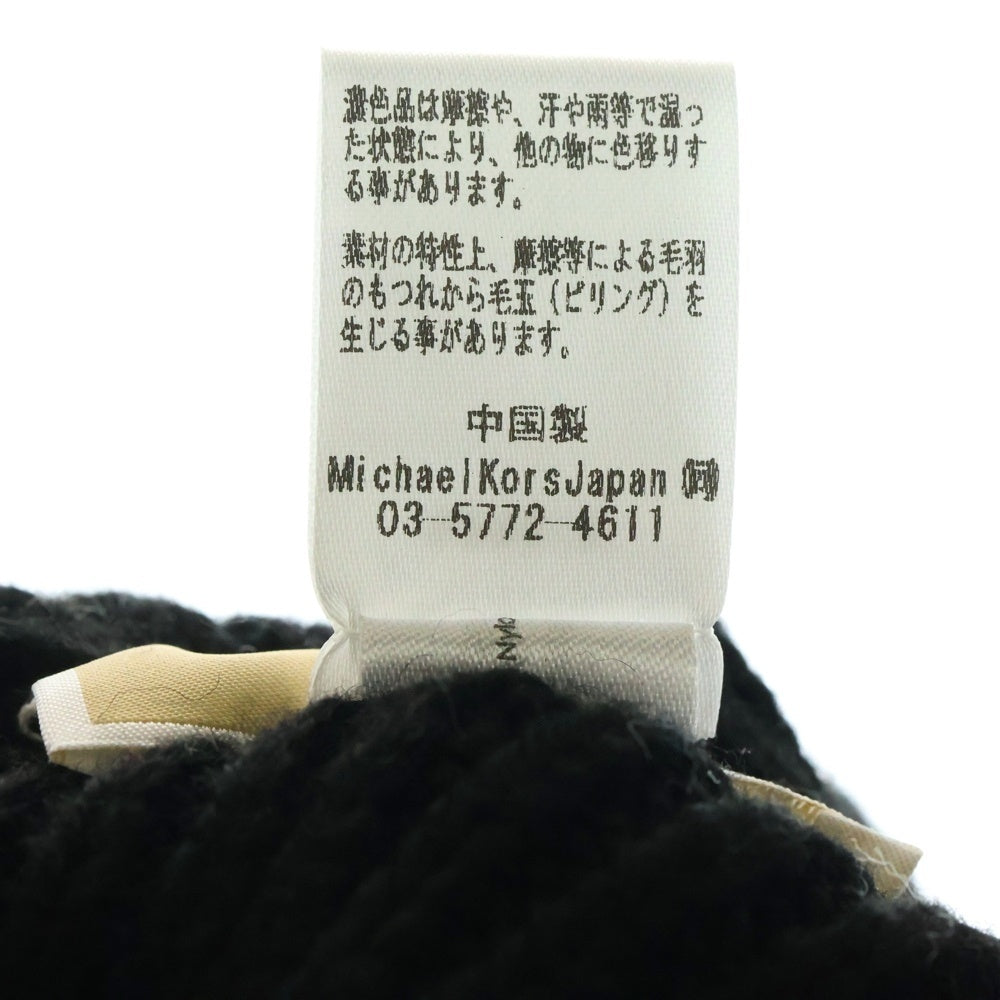 濃色品は摩擦や、汗や雨等で湿っ
た状態により、他の物に色移りす
る事があります。
素材の特性上、摩擦等による毛羽
のもつれから毛玉（ピリング）を
生じる事があります。
中国製
MichaelKorsJapan ㈱
03-5772-4611
Nylo